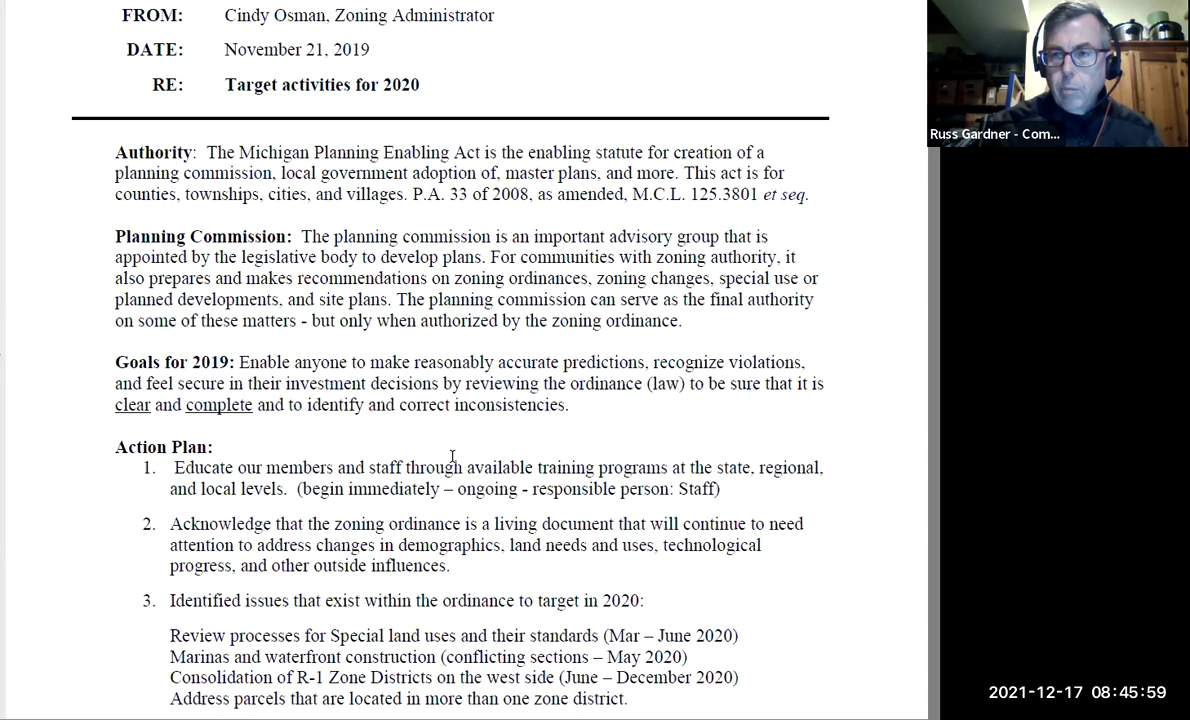 FROM: Cindy Osman, Zoning Administrator
DATE: November 21, 2019
RE: Target activities for 2020
Authority: The Michigan Planning Enabling Act is the enabling statute for creation of a
planning commission, local government adoption of, master plans, and more. This act is for
counties, townships, cities, and villages. P.A. 33 of 2008, as amended, M.C.L. 125.3801 et seq.
Planning Commission: The planning commission is an important advisory group that is
appointed by the legislative body to develop plans. For communities with zoning authority, it
also prepares and makes recommendations on zoning ordinances, zoning changes, special use or
planned developments, and site plans. The planning commission can serve as the final authority
on some of these matters - but only when authorized by the zoning ordinance.
Goals for 2019: Enable anyone to make reasonably accurate predictions, recognize violations,
and feel secure in their investment decisions by reviewing the ordinance (law) to be sure that it is
clear and complete and to identify and correct inconsistencies.
Action Plan:
1. Educate our members and staff through available training programs at the state, regional,
and local levels. (begin immediately – ongoing - responsible person: Staff)
2. Acknowledge that the zoning ordinance is a living document that will continue to need
attention to address changes in demographics, land needs and uses, technological
progress, and other outside influences.
3. Identified issues that exist within the ordinance to target in 2020:
Review processes for Special land uses and their standards (Mar – June 2020)
Marinas and waterfront construction (conflicting sections – May 2020)
Consolidation of R-1 Zone Districts on the west side (June – December 2020)
Address parcels that are located in more than one zone district.
Russ Gardner - Com...
2021-12-17 08:45:59